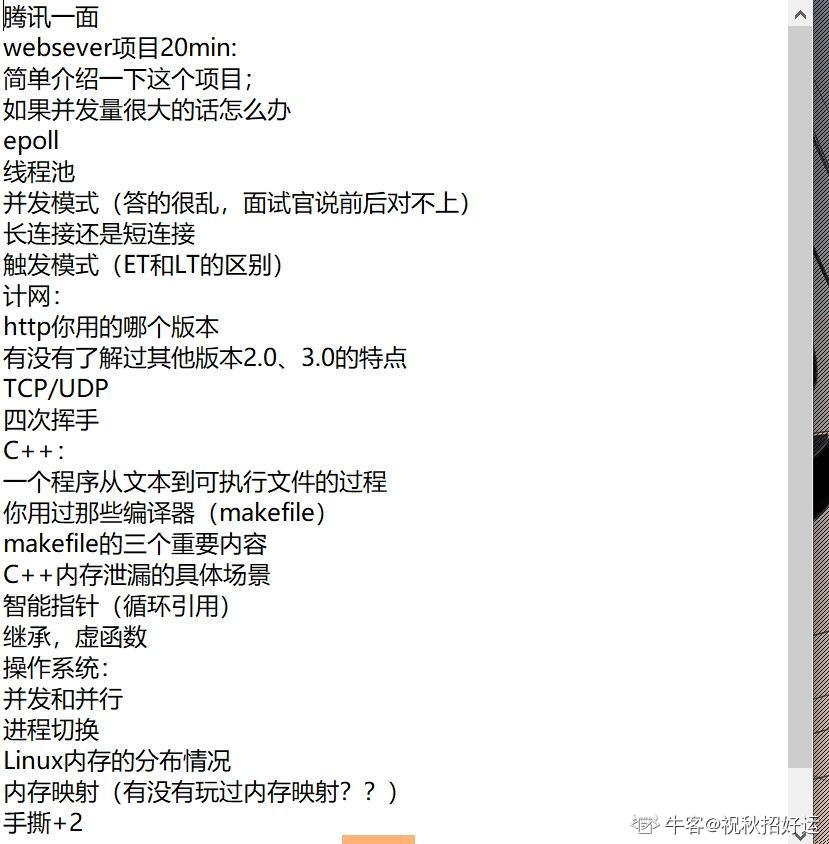 腾讯一面
websever项目20min:
简单介绍一下这个项目；
如果并发量很大的话怎么办
epoll
线程池
并发模式（答的很乱，面试官说前后对不上）
长连接还是短连接
触发模式（ET和LT的区别）
计网：
http你用的哪个版本
有没有了解过其他版本2.0、3.0的特点
TCP/UDP
四次挥手
C++：
一个程序从文本到可执行文件的过程
你用过那些编译器（makefile）
makefile的三个重要内容
C++内存泄漏的具体场景
智能指针（循环引用）
继承，虚函数
操作系统：
并发和并行
进程切换
Linux内存的分布情况
内存映射（有没有玩过内存映射？？）
手撕+2
牛客@祝秋招好运